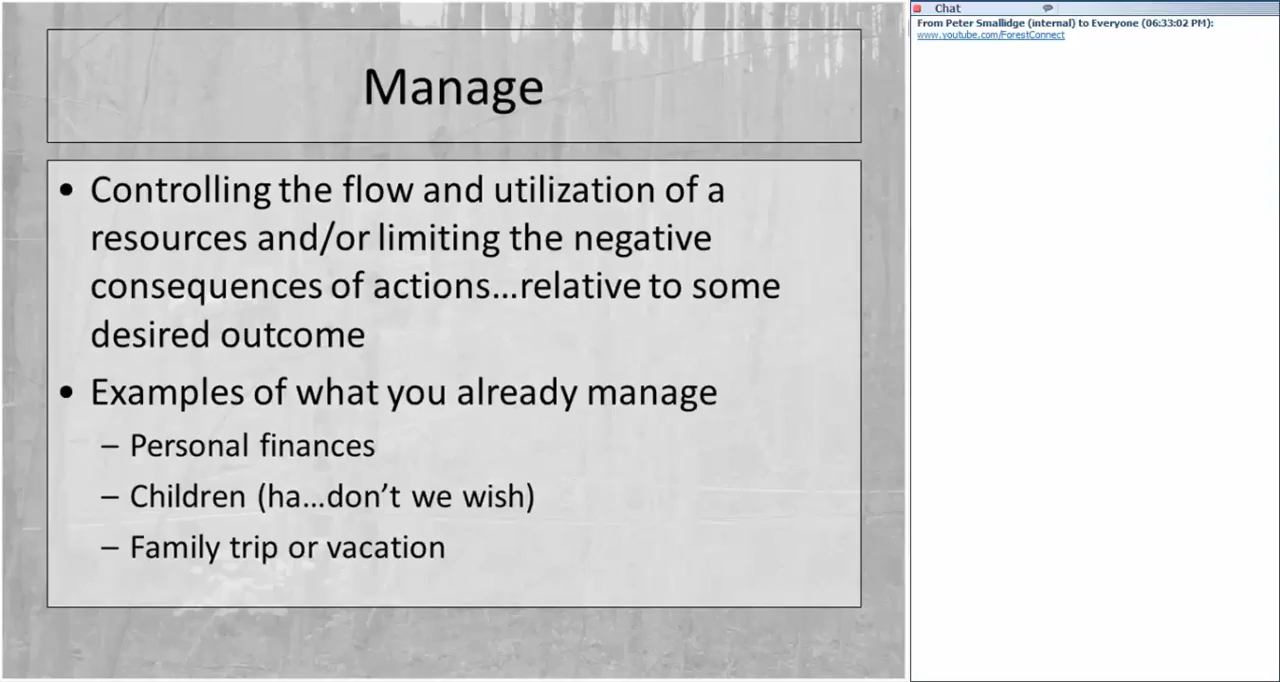 Manage
• Controlling the flow and utilization of a
resources and/or limiting the negative
consequences of actions...relative to some
desired outcome
• Examples of what you already manage
– Personal finances
– Children (ha...don't we wish)
– Family trip or vacation
Chat
From Peter Smallidge (internal) to Everyone (06:33:02 PM):
www.youtube.com/ForestConnect